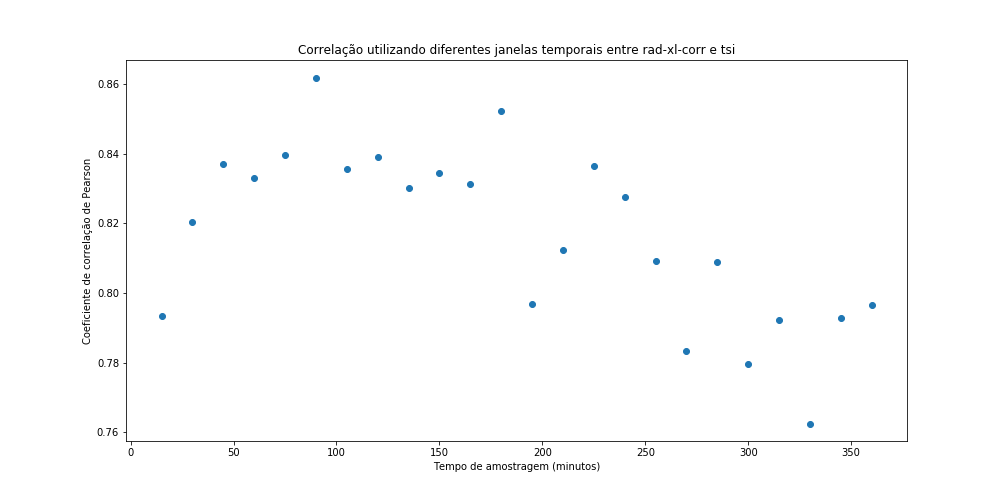 Correlação utilizando diferentes janelas temporais entre rad-xl-corr e tsi
Coeficiente de correlação de Pearson
0.86
0.84
0.82
0.80
0.78
0.76
0 50 100 150 200 250 300 350
Tempo de amostragem (minutos)